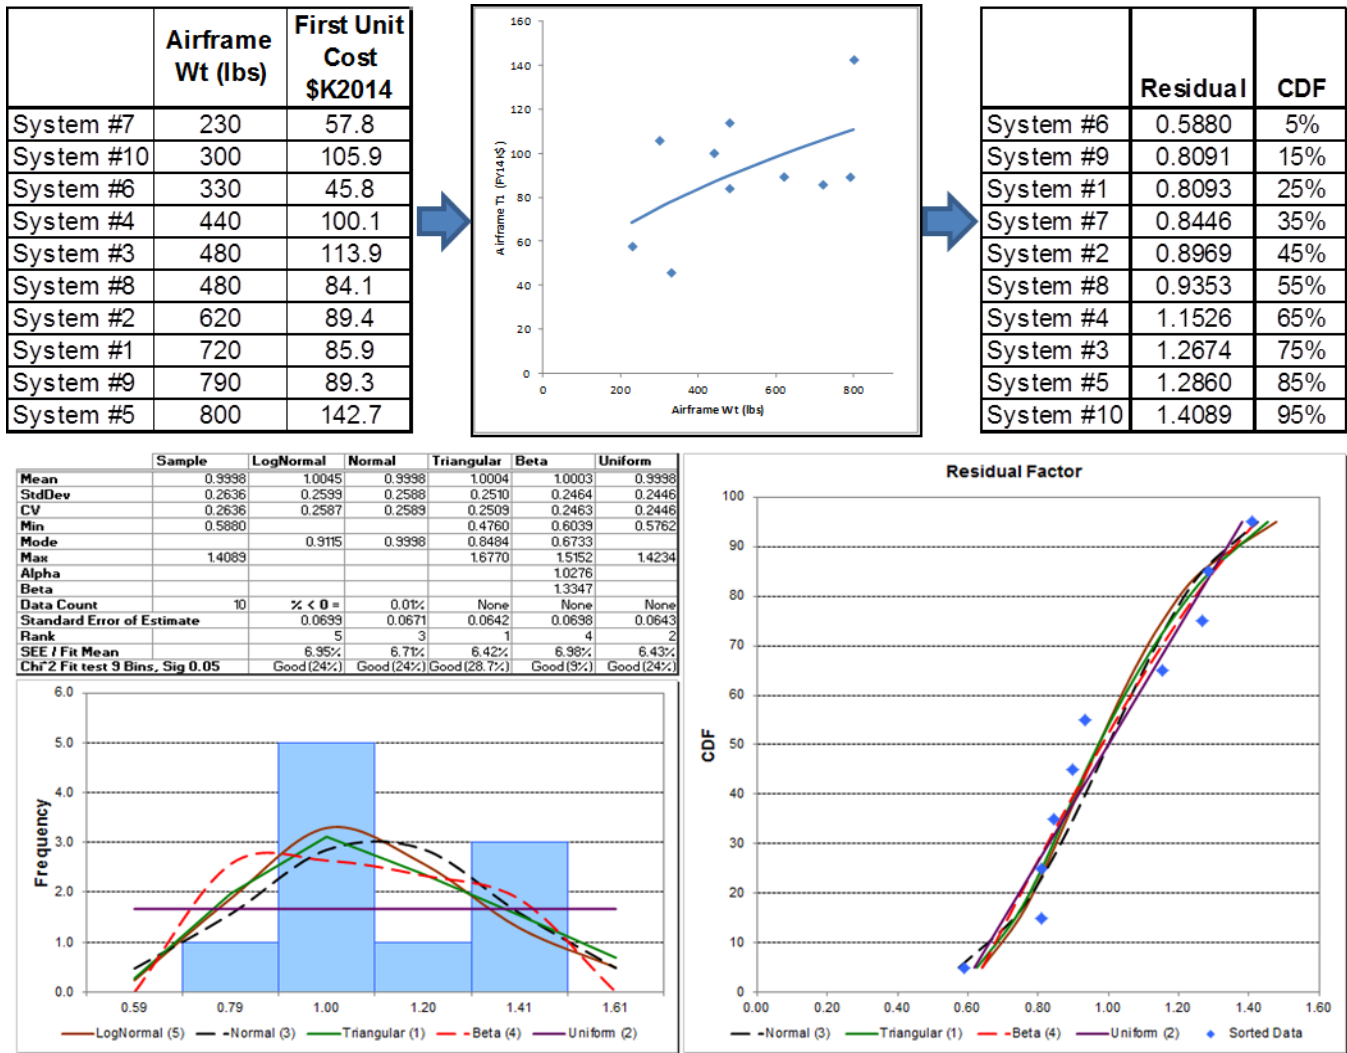 Airframe Wt (lbs) First Unit Cost $K2014
System #7 230 57.8
System #10 300 105.9
System #6 330 45.8
System #4 440 100.1
System #3 480 113.9
System #8 480 84.1
System #2 620 89.4
System #1 720 85.9
System #9 790 89.3
System #5 800 142.7
160
140
120
100
80
60
40
20
0
Airframe T1 (FY14K$)
0 200 400 600 800
Airframe Wt (lbs)
Residual CDF
System #6 0.5880 5%
System #9 0.8091 15%
System #1 0.8093 25%
System #7 0.8446 35%
System #2 0.8969 45%
System #8 0.9353 55%
System #4 1.1526 65%
System #3 1.2674 75%
System #5 1.2860 85%
System #10 1.4089 95%
Sample LogNormal Normal Triangular Beta Uniform
Mean 0.9998 1.0045 0.9998 1.0004 1.0003 0.9998
StdDev 0.2636 0.2599 0.2588 0.2510 0.2464 0.2446
CV 0.2636 0.2587 0.2589 0.2509 0.2463 0.2446
Min 0.5880 0.4760 0.6039 0.5762
Mode 0.9115 0.9998 0.8484 0.6733
Max 1.4089 1.6770 1.5152 1.4234
Alpha 1.0276
Beta 1.3347
Data Count 10 % < 0 = 0.01% None None None
Standard Error of Estimate 0.0699 0.0671 0.0642 0.0698 0.0643
Rank 5 3 1 4 2
SEE / Fit Mean 6.95% 6.71% 6.42% 6.98% 6.43%
Chi^2 Fit test 9 Bins, Sig 0.05 Good (24%) Good (24%) Good (28.7%) Good (9%) Good (24%)
6.0
5.0
4.0
3.0
2.0
1.0
0.0
Frequency
0.59 0.79 1.00 1.20 1.41 1.61
LogNormal (5) Normal (3) Triangular (1) Beta (4) Uniform (2)
Residual Factor
100
90
80
70
60
50
40
30
20
10
0
CDF
0.00 0.20 0.40 0.60 0.80 1.00 1.20 1.40 1.60
Normal (3) Triangular (1) Beta (4) Uniform (2) Sorted Data